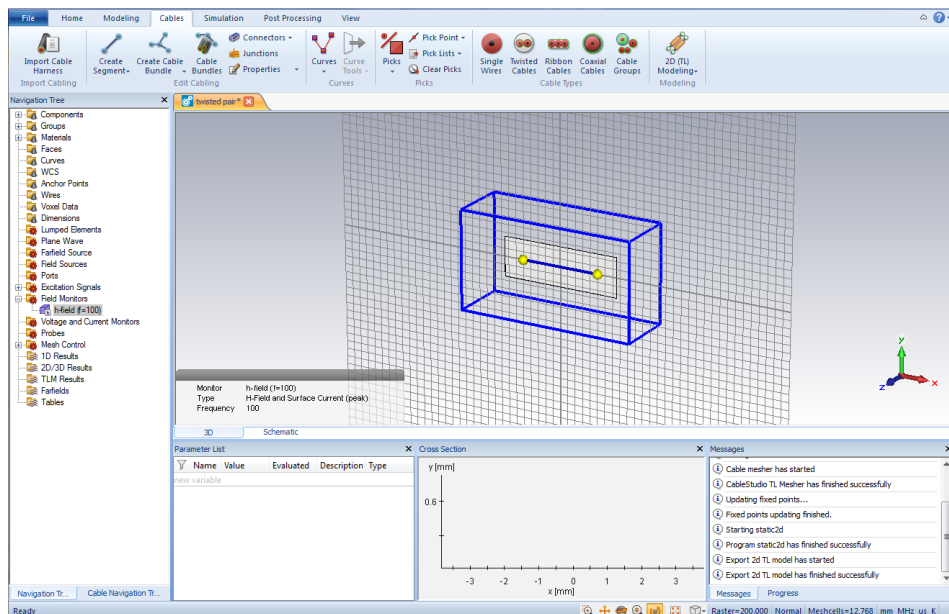 File Home Modeling Cables Simulation Post Processing View
Import Cable Harness
Create Segment
Create Cable Bundle
Cable Bundles
Connectors
Junctions
Properties
Curves
Curve Tools
Picks
Pick Point
Pick Lists
Clear Picks
Single Wires
Twisted Cables
Ribbon Cables
Coaxial Cables
Cable Groups
2D (TL) Modeling
Import Cabling Edit Cabling Curves Picks Cable Types Modeling
Navigation Tree
twisted pair*
Components
Groups
Materials
Faces
Curves
WCS
Anchor Points
Wires
Voxel Data
Dimensions
Lumped Elements
Plane Wave
Farfield Source
Field Sources
Ports
Excitation Signals
Field Monitors
h-field (f=100)
Voltage and Current Monitors
Probes
Mesh Control
1D Results
2D/3D Results
TLM Results
Farfields
Tables
Navigation Tr... Cable Navigation Tr...
y
z x
Monitor h-field (f=100)
Type H-Field and Surface Current (peak)
Frequency 100
3D Schematic
Parameter List
Name Value Evaluated Description Type
new variable
Cross Section
y [mm]
0.6
-3 -2 -1 0 1 2 3
x [mm]
Messages
Cable mesher has started
CableStudio TL Mesher has finished successfully
Updating fixed points...
Fixed points updating finished.
Starting static2d
Program static2d has finished successfully
Export 2d TL model has started
Export 2d TL model has finished successfully
Messages Progress
Ready
Raster=200.000 Normal Meshcells=12,768 mm MHz us K